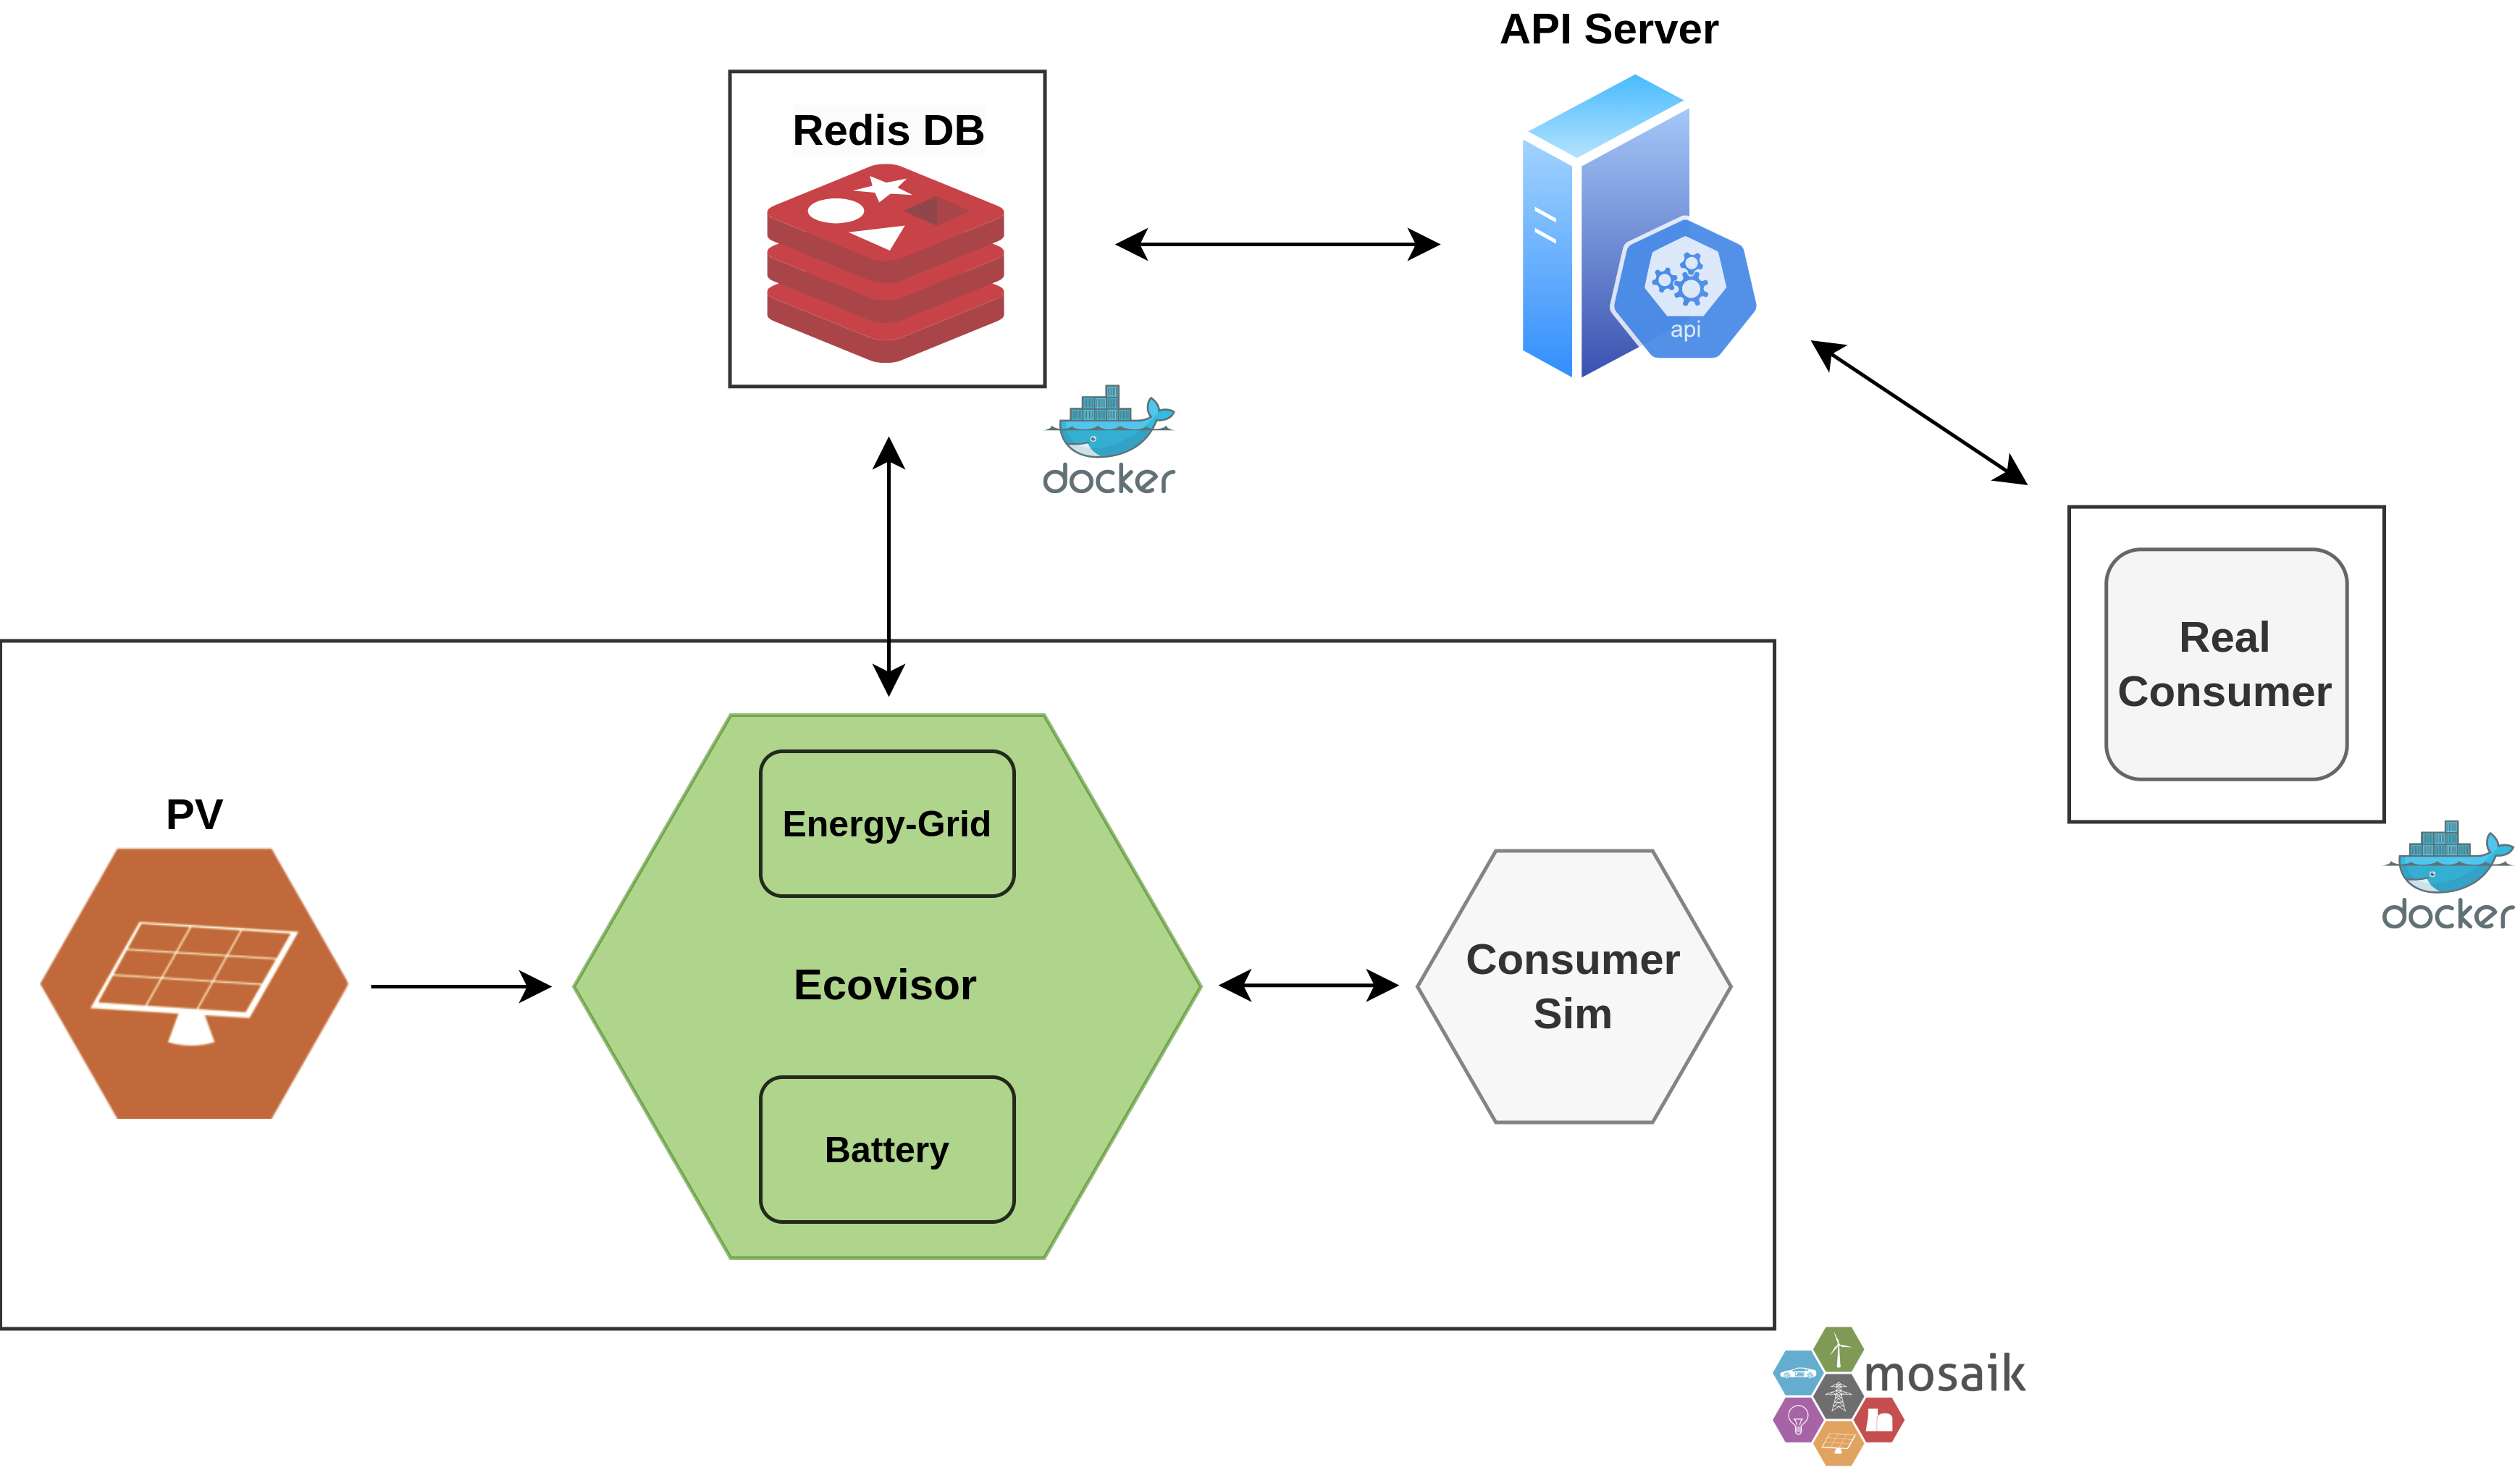 API Server
Redis DB
api
docker
Real
Consumer
PV
Energy-Grid
docker
Ecovisor
Consumer
Sim
Battery
mosaik